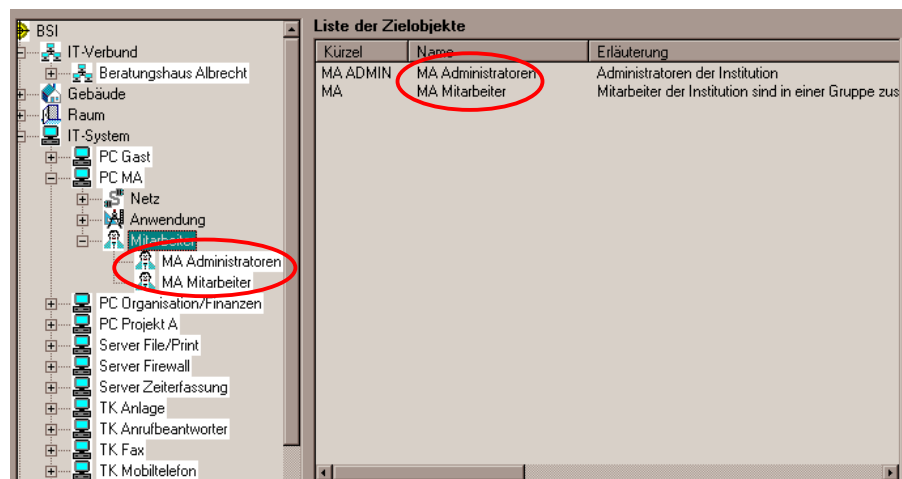 BSI
IT-Verbund
Beratungshaus Albrecht
Gebäude
Raum
IT-System
PC Gast
PC MA
Netz
Anwendung
Mitarbeiter
MA Administratoren
MA Mitarbeiter
PC Organisation/Finanzen
PC Projekt A
Server File/Print
Server Firewall
Server Zeiterfassung
TK Anlage
TK Anrufbeantworter
TK Fax
TK Mobiltelefon
Liste der Zielobjekte
Kürzel Name Erläuterung
MA ADMIN MA Administratoren Administratoren der Institution
MA MA Mitarbeiter Mitarbeiter der Institution sind in einer Gruppe zus